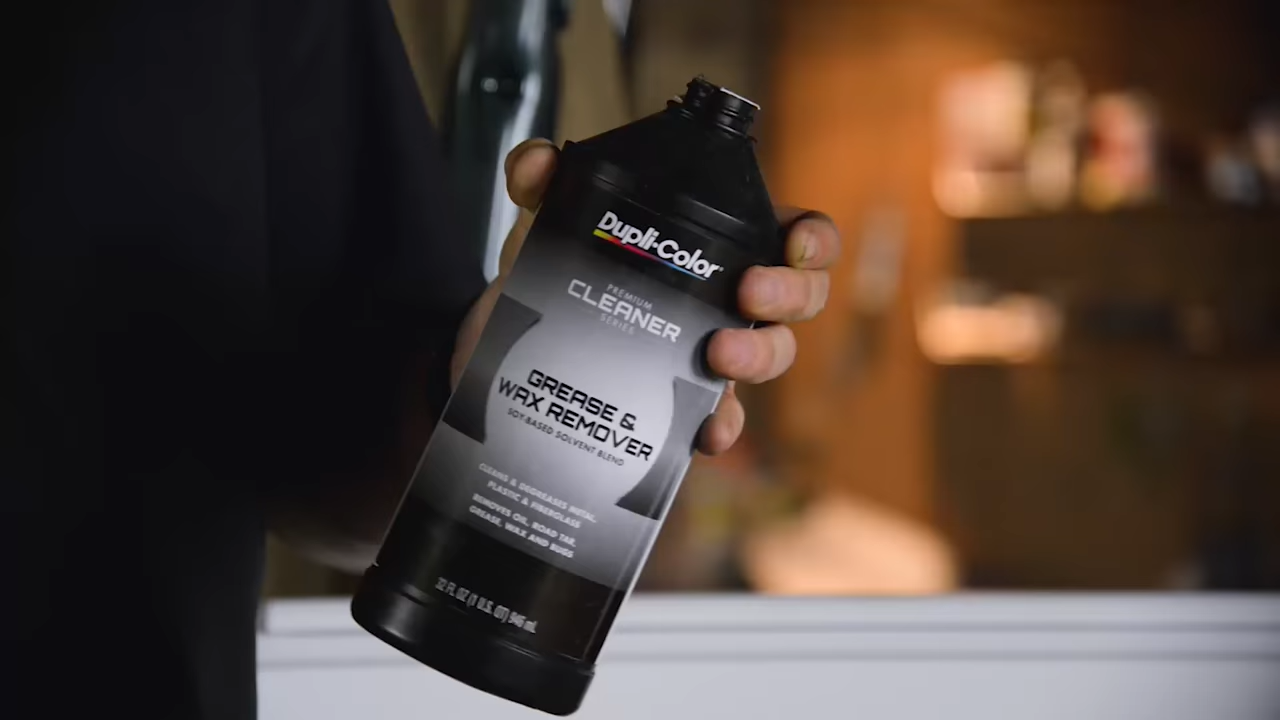 Dupli-Color®
PREMIUM
CLEANER
SERIES
GREASE &
WAX REMOVER
SOY-BASED SOLVENT BLEND
CLEANS & DEGREASES METAL,
PLASTIC & FIBERGLASS
REMOVES OIL, ROAD TAR,
GREASE, WAX AND BUGS
32 FL OZ (1 U.S. QT) 946 mL